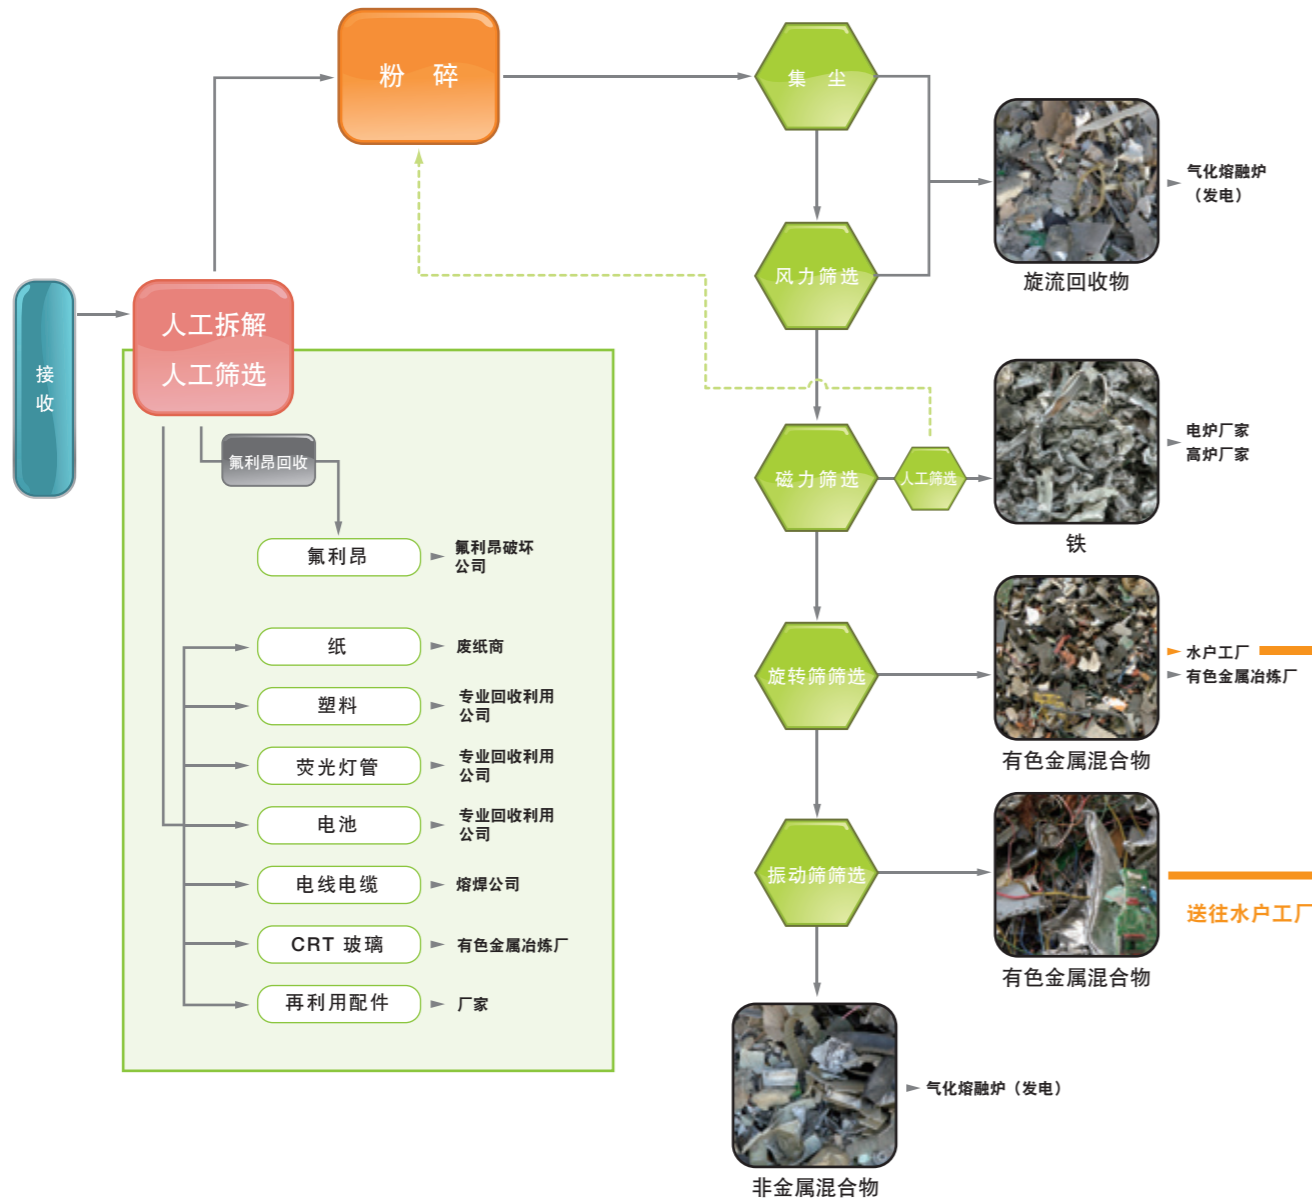 粉 碎
集 尘
气化熔融炉
（发电）
风力筛选
旋流回收物
接
收
人工拆解
人工筛选
氟利昂回收
磁力筛选
人工筛选
电炉厂家
高炉厂家
铁
氟利昂
氟利昂破坏
公司
纸
废纸商
塑料
专业回收利用
公司
荧光灯管
专业回收利用
公司
电池
专业回收利用
公司
电线电缆
熔焊公司
CRT 玻璃
有色金属冶炼厂
再利用配件
厂家
旋转筛筛选
水户工厂
有色金属冶炼厂
有色金属混合物
振动筛筛选
送往水户工厂
有色金属混合物
气化熔融炉（发电）
非金属混合物